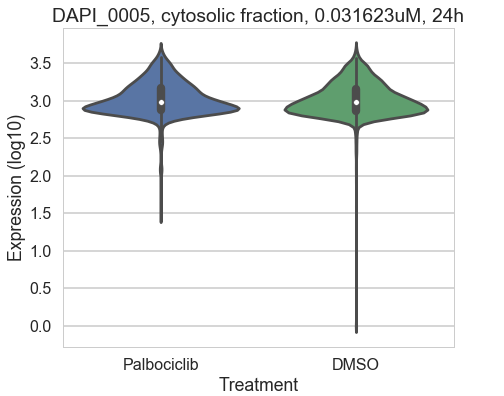 DAPI_0005, cytosolic fraction, 0.031623uM, 24h
Expression (log10)
3.5
3.0
2.5
2.0
1.5
1.0
0.5
0.0
Palbociclib
DMSO
Treatment